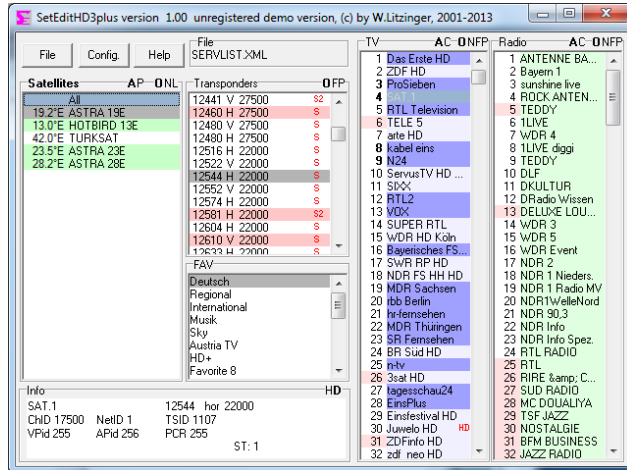 SetEditHD3plus version 1.00 unregistered demo version, (c) by W.Litzinger, 2001-2013
File
Config.
Help
File
SERVLIST.XML
Satellites AP ONL
All
19.2°E ASTRA 19E
13.0°E HOTBIRD 13E
42.0°E TURKSAT
23.5°E ASTRA 23E
28.2°E ASTRA 28E
Transponders OFP
12441 V 27500 S2
12460 H 27500 S
12480 V 27500 S
12480 H 27500 S
12516 H 22000 S
12522 V 22000 S
12544 H 22000 S
12552 V 22000 S
12574 H 22000 S
12581 H 22000 S2
12604 H 22000 S
12610 V 22000 S
12633 H 22000 S
FAV
Deutsch
Regional
International
Musik
Sky
Austria TV
HD+
Favorite 8
Info HD
SAT.1 12544 hor 22000
ChID 17500 NetID 1 TSID 1107
VPid 255 APid 256 PCR 255
ST: 1
TV AC ONFP
1 Das Erste HD
2 ZDF HD
3 ProSieben
4 SAT.1
5 RTL Television
6 TELE 5
7 arte HD
8 kabel eins
9 N24
10 ServusTV HD ...
11 SIXX
12 RTL2
13 VOX
14 SUPER RTL
15 WDR HD Köln
16 Bayerisches FS...
17 SWR RP HD
18 NDR FS HH HD
19 MDR Sachsen
20 rbb Berlin
21 hr-fernsehen
22 MDR Thüringen
23 SR Fernsehen
24 BR Süd HD
25 n-tv
26 3sat HD
27 tagesschau24
28 EinsPlus
29 Einsfestival HD
30 Juwelo HD HD
31 ZDFinfo HD
32 zdf_neo HD
Radio AC ONFP
1 ANTENNE BA...
2 Bayern 1
3 sunshine live
4 ROCK ANTEN...
5 TEDDY
6 1LIVE
7 WDR 4
8 1LIVE diggi
9 TEDDY
10 DLF
11 DKULTUR
12 DRadio Wissen
13 DELUXE LOU...
14 WDR 3
15 WDR 5
16 WDR Event
17 NDR 2
18 NDR 1 Nieders.
19 NDR 1 Radio MV
20 NDR1WelleNord
21 NDR 90,3
22 NDR Info
23 NDR Info Spez.
24 RTL RADIO
25 RTL
26 RIRE &amp; C...
27 SUD RADIO
28 MC DOUALIYA
29 TSF JAZZ
30 NOSTALGIE
31 BFM BUSINESS
32 JAZZ RADIO